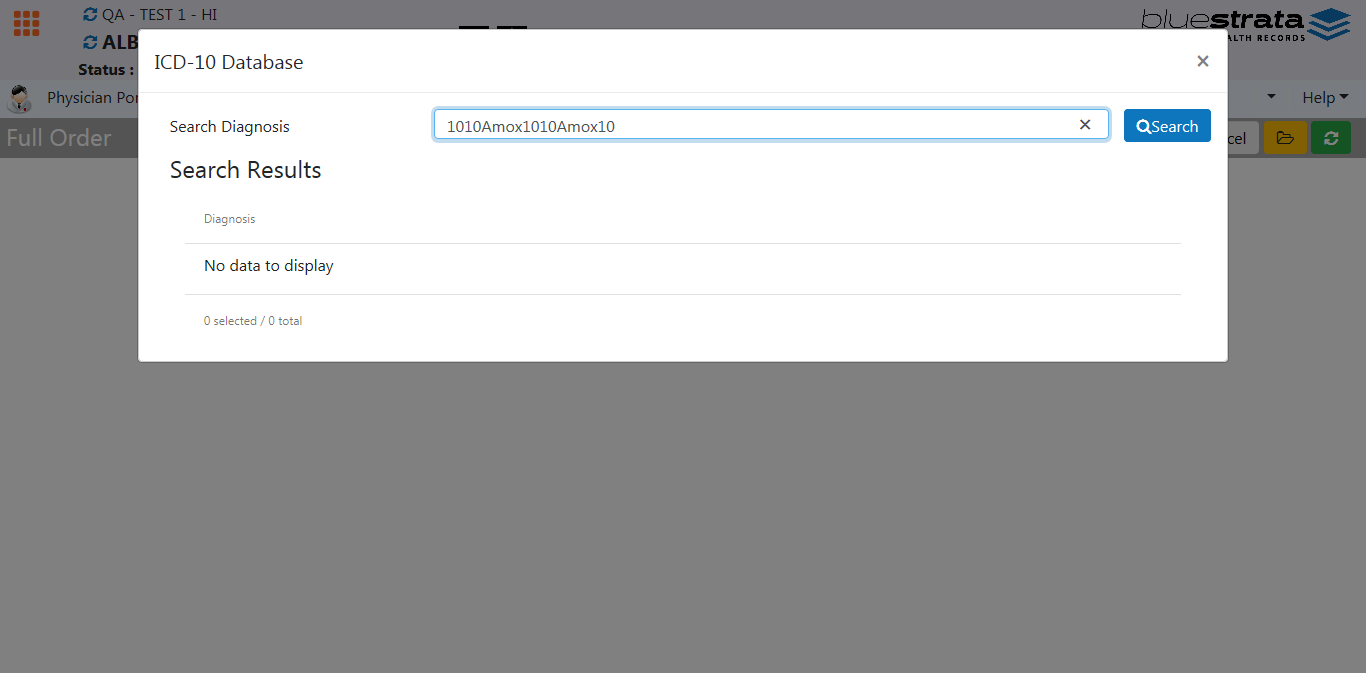 QA - TEST 1 - HI
bluestrata
ALB
ALTH RECORDS
Status :
ICD-10 Database
×
Physician Por
Help
Search Diagnosis
1010Amox1010Amox10
×
Search
Full Order
cel
Search Results
Diagnosis
No data to display
0 selected / 0 total